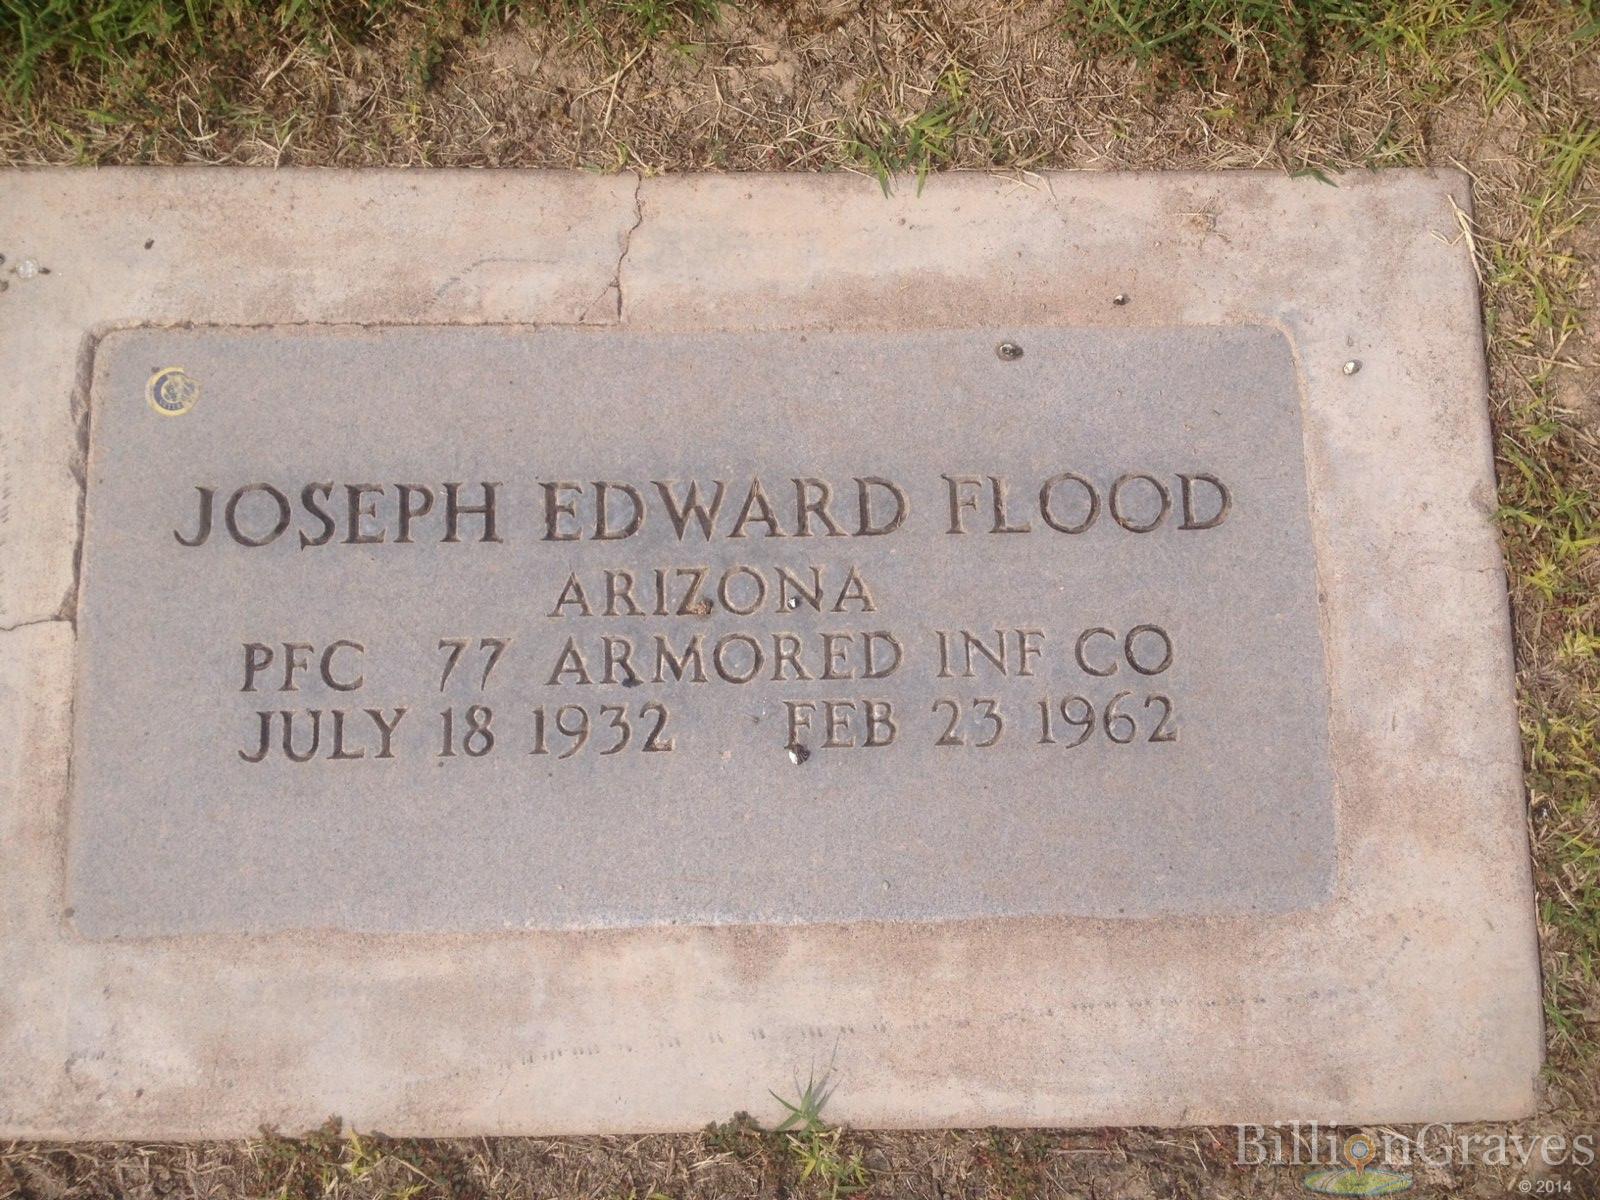 JOSEPH EDWARD FLOOD
ARIZONA
PFC 77 ARMORED INF CO
JULY 18 1932 FEB 23 1962
BillionGraves
© 2014